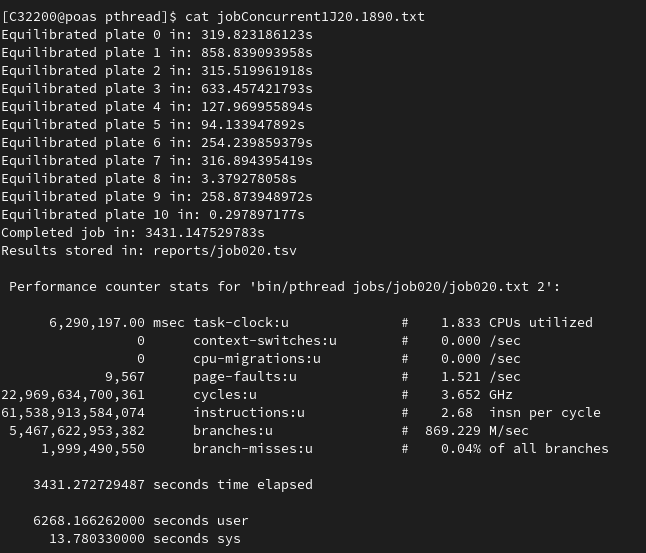 [C32200@poas pthread]$ cat jobConcurrent1J20.1890.txt
Equilibrated plate 0 in: 319.823186123s
Equilibrated plate 1 in: 858.839093958s
Equilibrated plate 2 in: 315.519961918s
Equilibrated plate 3 in: 633.457421793s
Equilibrated plate 4 in: 127.969955894s
Equilibrated plate 5 in: 94.133947892s
Equilibrated plate 6 in: 254.239859379s
Equilibrated plate 7 in: 316.894395419s
Equilibrated plate 8 in: 3.379278058s
Equilibrated plate 9 in: 258.873948972s
Equilibrated plate 10 in: 0.297897177s
Completed job in: 3431.147529783s
Results stored in: reports/job020.tsv
Performance counter stats for 'bin/pthread jobs/job020/job020.txt 2':
6,290,197.00 msec task-clock:u # 1.833 CPUs utilized
0 context-switches:u # 0.000 /sec
0 cpu-migrations:u # 0.000 /sec
9,567 page-faults:u # 1.521 /sec
22,969,634,700,361 cycles:u # 3.652 GHz
61,538,913,584,074 instructions:u # 2.68 insn per cycle
5,467,622,953,382 branches:u # 869.229 M/sec
1,999,490,550 branch-misses:u # 0.04% of all branches
3431.272729487 seconds time elapsed
6268.166262000 seconds user
13.780330000 seconds sys